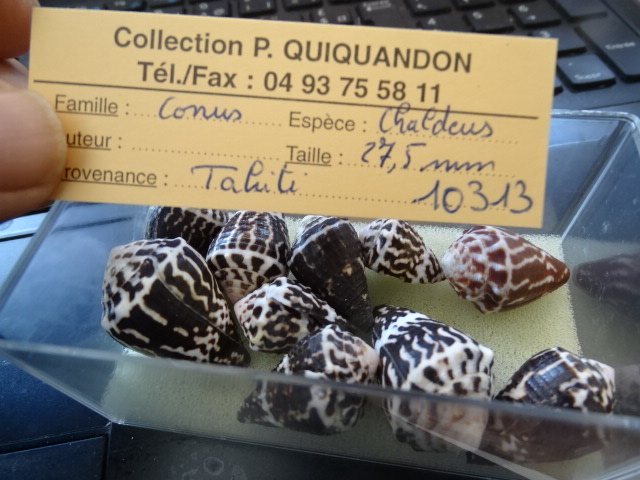 Collection P. QUIQUANDON
Tél./Fax : 04 93 75 58 11
Famille : Conus Espèce : Chaldeus
uteur : Taille : 27,5 mm
rovenance : Tahiti 10313